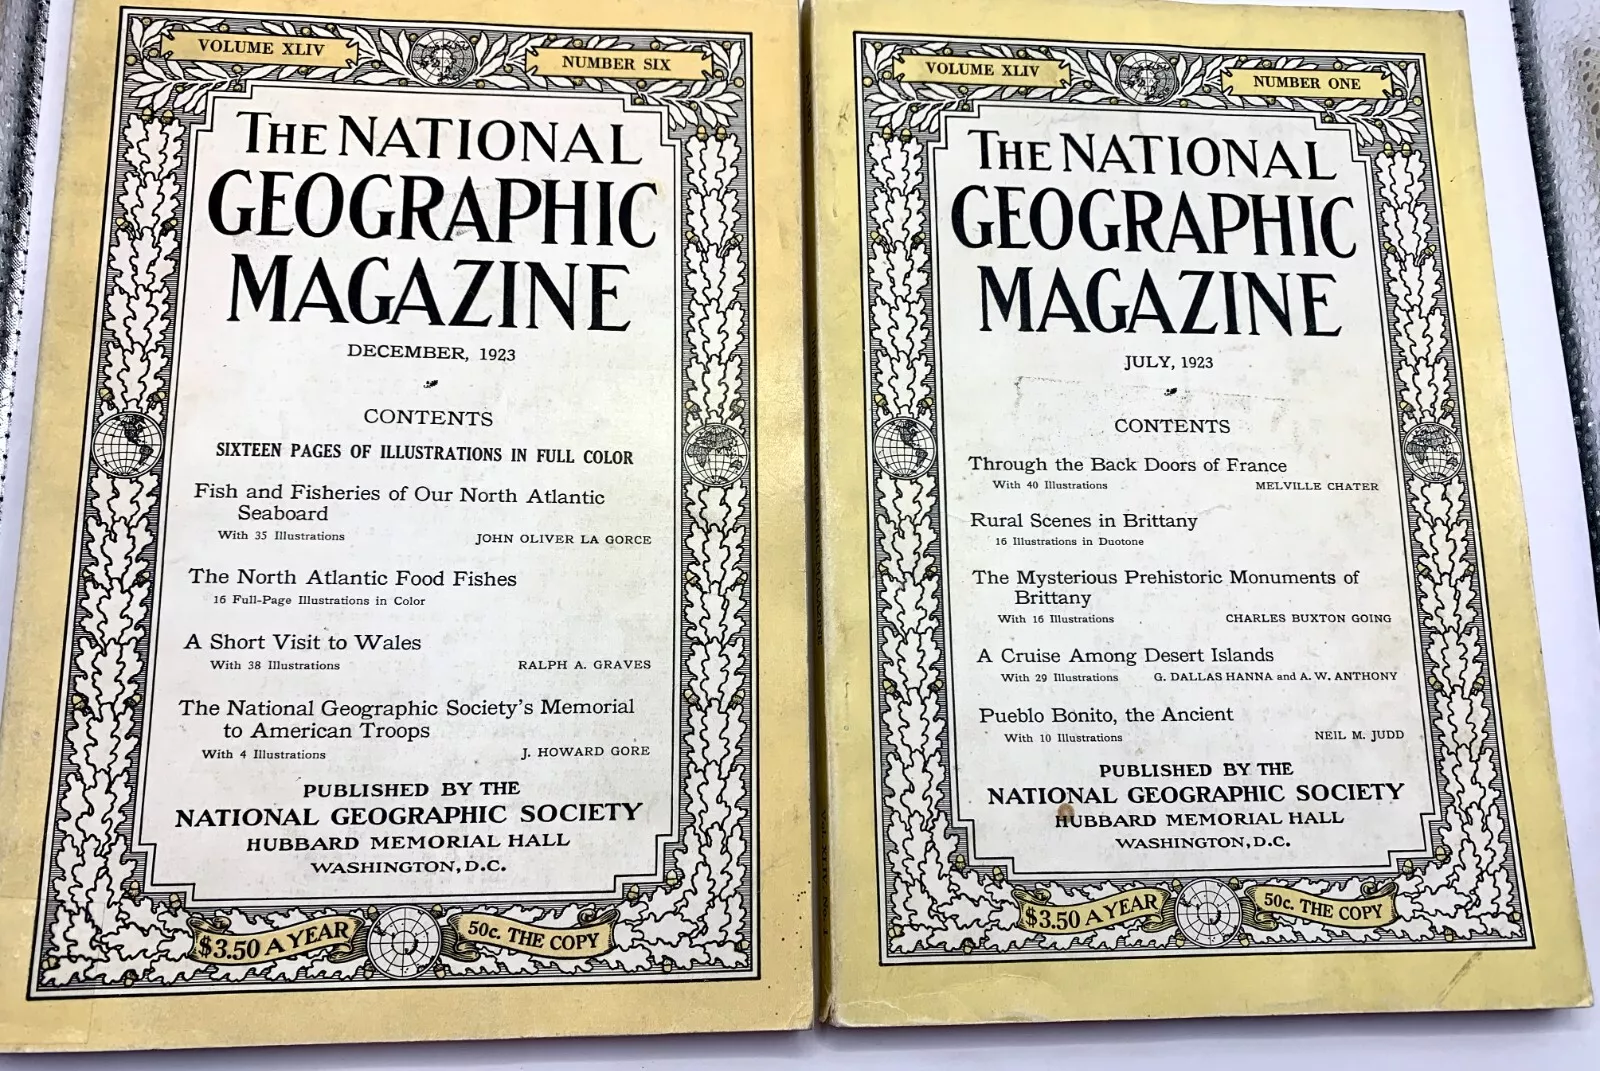 VOLUME XLIV
NUMBER SIX
THE NATIONAL
GEOGRAPHIC
MAGAZINE
DECEMBER, 1923
CONTENTS
SIXTEEN PAGES OF ILLUSTRATIONS IN FULL COLOR
Fish and Fisheries of Our North Atlantic
Seaboard
With 35 Illustrations JOHN OLIVER LA GORCE
The North Atlantic Food Fishes
16 Full-Page Illustrations in Color
A Short Visit to Wales
With 38 Illustrations RALPH A. GRAVES
The National Geographic Society's Memorial
to American Troops
With 4 Illustrations J. HOWARD GORE
PUBLISHED BY THE
NATIONAL GEOGRAPHIC SOCIETY
HUBBARD MEMORIAL HALL
WASHINGTON, D.C.
$3.50 A YEAR
50c. THE COPY
VOLUME XLIV
NUMBER ONE
THE NATIONAL
GEOGRAPHIC
MAGAZINE
JULY, 1923
CONTENTS
Through the Back Doors of France
With 40 Illustrations MELVILLE CHATER
Rural Scenes in Brittany
16 Illustrations in Duotone
The Mysterious Prehistoric Monuments of
Brittany
With 16 Illustrations CHARLES BUXTON GOING
A Cruise Among Desert Islands
With 29 Illustrations G. DALLAS HANNA and A. W. ANTHONY
Pueblo Bonito, the Ancient
With 10 Illustrations NEIL M. JUDD
PUBLISHED BY THE
NATIONAL GEOGRAPHIC SOCIETY
HUBBARD MEMORIAL HALL
WASHINGTON, D.C.
$3.50 A YEAR
50c. THE COPY